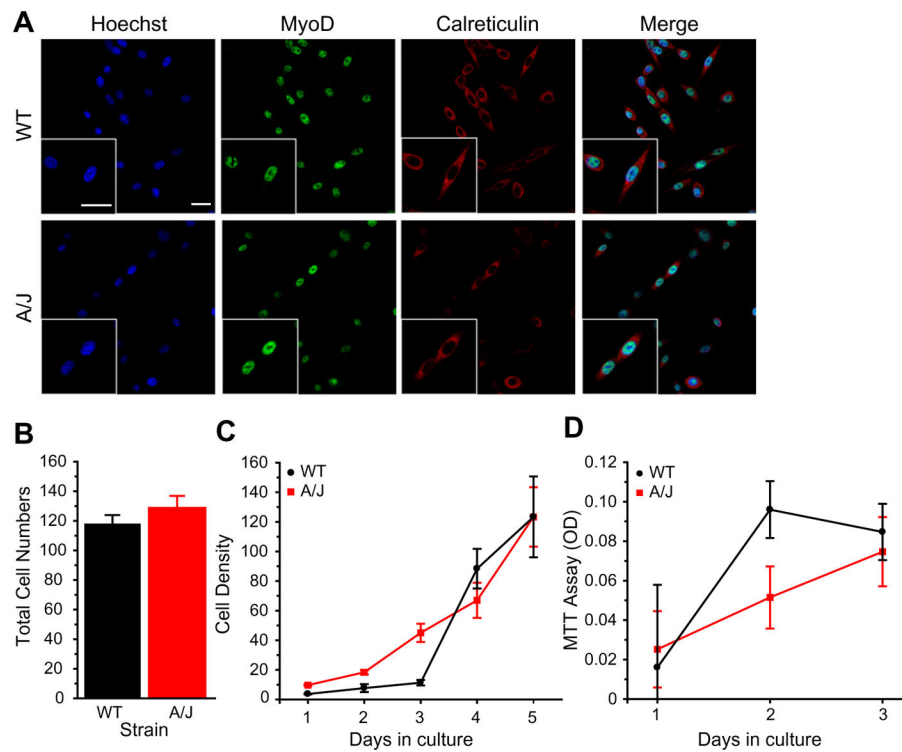 A
Hoechst MyoD Calreticulin Merge
WT
A/J
B
Total Cell Numbers
160
140
120
100
80
60
40
20
0
WT A/J
Strain
C
Cell Density
160
140
120
100
80
60
40
20
0
WT
A/J
1 2 3 4 5
Days in culture
D
MTT Assay (OD)
0.12
0.10
0.08
0.06
0.04
0.02
0
WT
A/J
1 2 3
Days in culture